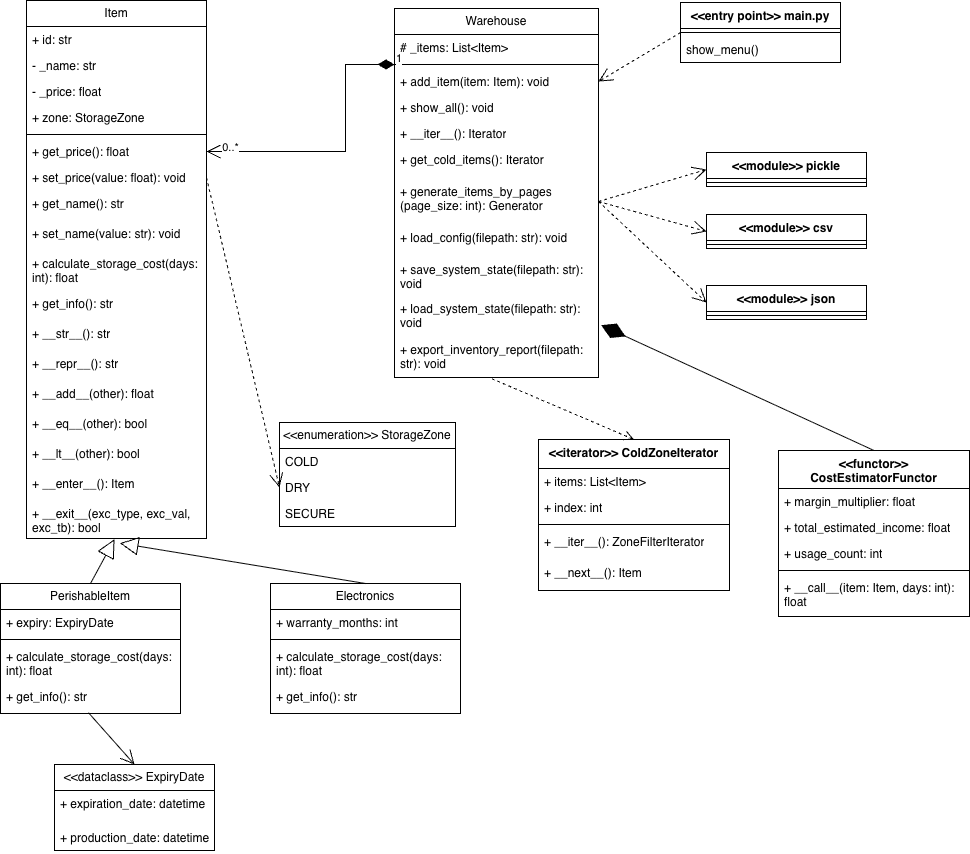 Item
+ id: str
- _name: str
- _price: float
+ zone: StorageZone
+ get_price(): float
+ set_price(value: float): void
+ get_name(): str
+ set_name(value: str): void
+ calculate_storage_cost(days:
int): float
+ get_info(): str
+ __str__(): str
+ __repr__(): str
+ __add__(other): float
+ __eq__(other): bool
+ __lt__(other): bool
+ __enter__(): Item
+ __exit__(exc_type, exc_val,
exc_tb): bool
0..*
1
Warehouse
# _items: List<Item>
+ add_item(item: Item): void
+ show_all(): void
+ __iter__(): Iterator
+ get_cold_items(): Iterator
+ generate_items_by_pages
(page_size: int): Generator
+ load_config(filepath: str): void
+ save_system_state(filepath: str):
void
+ load_system_state(filepath: str):
void
+ export_inventory_report(filepath:
str): void
<<entry point>> main.py
show_menu()
<<module>> pickle
<<module>> csv
<<module>> json
<<enumeration>> StorageZone
COLD
DRY
SECURE
<<iterator>> ColdZoneIterator
+ items: List<Item>
+ index: int
+ __iter__(): ZoneFilterIterator
+ __next__(): Item
<<functor>>
CostEstimatorFunctor
+ margin_multiplier: float
+ total_estimated_income: float
+ usage_count: int
+ __call__(item: Item, days: int):
float
PerishableItem
+ expiry: ExpiryDate
+ calculate_storage_cost(days:
int): float
+ get_info(): str
Electronics
+ warranty_months: int
+ calculate_storage_cost(days:
int): float
+ get_info(): str
<<dataclass>> ExpiryDate
+ expiration_date: datetime
+ production_date: datetime